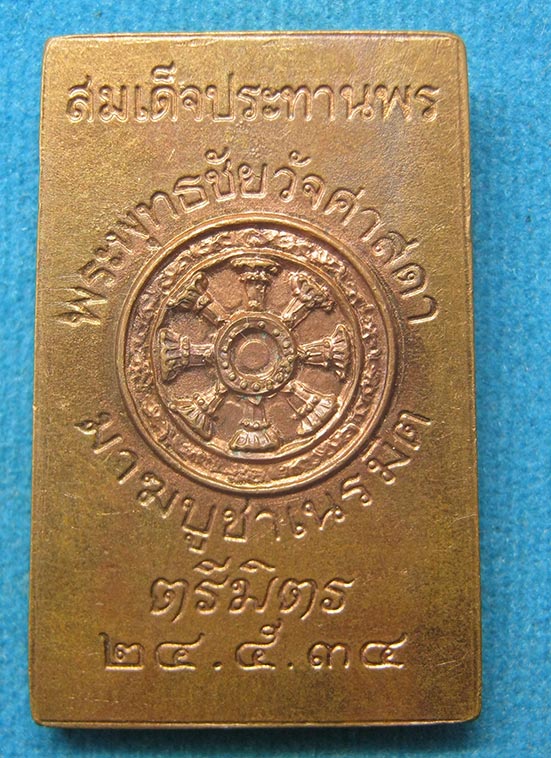 สมเด็จประทานพร
พระพุทธชัยวัจศาสดา
มาฆบูชาเนรมิต
ตรีมิตร
๒๔.๕.๓๔